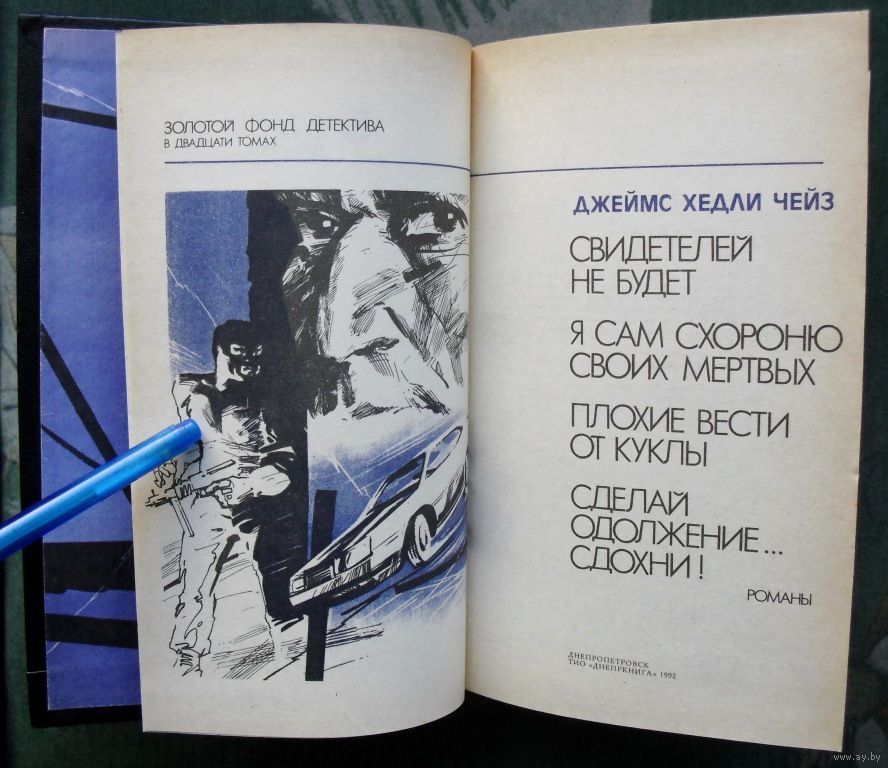 ЗОЛОТОЙ ФОНД ДЕТЕКТИВА
В ДВАДЦАТИ ТОМАХ
ДЖЕЙМС ХЕДЛИ ЧЕЙЗ
СВИДЕТЕЛЕЙ
НЕ БУДЕТ
Я САМ СХОРОНЮ
СВОИХ МЕРТВЫХ
ПЛОХИЕ ВЕСТИ
ОТ КУКЛЫ
СДЕЛАЙ
ОДОЛЖЕНИЕ...
СДОХНИ!
РОМАНЫ
ДНЕПРОПЕТРОВСК
ТИО «ДНЕПРКНИГА» 1992
www.ay.by